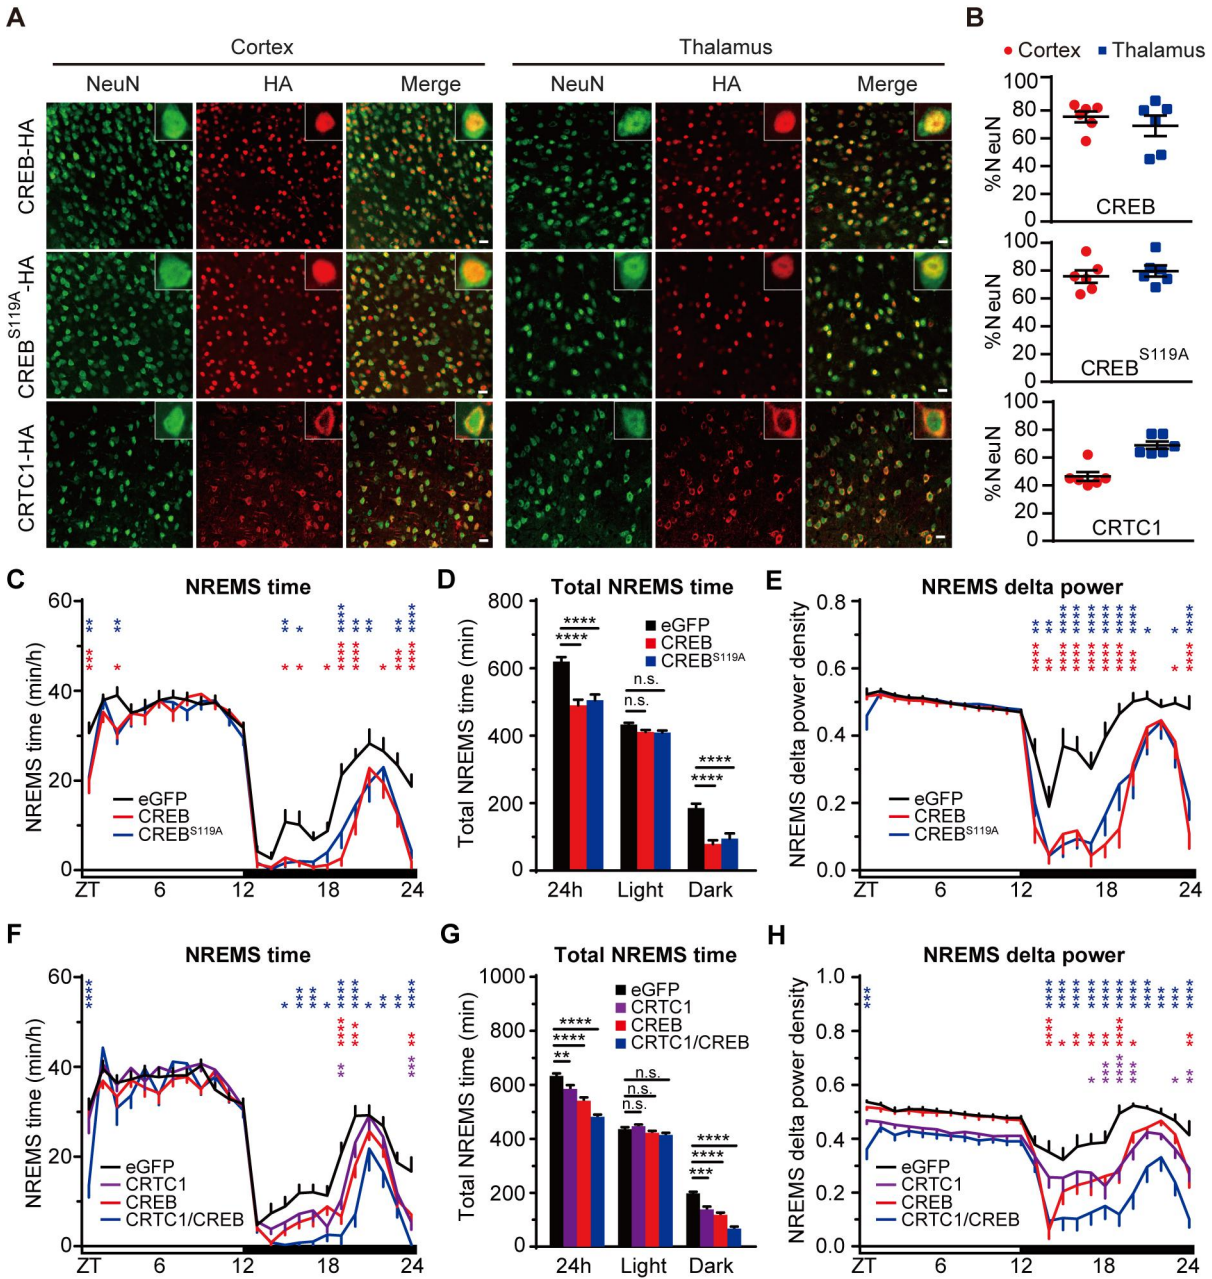 A
Cortex
Thalamus
NeuN HA Merge NeuN HA Merge
CREB-HA
CREBS119A-HA
CRTC1-HA
B
Cortex Thalamus
100
80
60
40
20
0
%NeuN
CREB
100
80
60
40
20
0
%NeuN
CREBS119A
100
80
60
40
20
0
%NeuN
CRTC1
C
NREMS time
NREMS time (min/h)
60
40
20
0
** ** ** * **** **** ** ** ****
**** * * * * **** **** * *** ****
eGFP
CREB
CREBS119A
ZT 6 12 18 24
D
Total NREMS time
Total NREMS time (min)
800
600
400
200
0
eGFP
CREB
CREBS119A
****
****
n.s.
n.s.
****
****
24h Light Dark
E
NREMS delta power
NREMS delta power density
0.8
0.6
0.4
0.2
0.0
eGFP
CREB
CREBS119A
ZT 6 12 18 24
F
NREMS time
NREMS time (min/h)
60
40
20
0
eGFP
CRTC1
CREB
CRTC1/CREB
ZT 6 12 18 24
G
Total NREMS time
Total NREMS time (min)
1000
800
600
400
200
0
eGFP
CRTC1
CREB
CRTC1/CREB
****
****
**
n.s.
n.s.
n.s.
****
****
***
24h Light Dark
H
NREMS delta power
NREMS delta power density
1.0
0.8
0.6
0.4
0.2
0.0
eGFP
CRTC1
CREB
CRTC1/CREB
ZT 6 12 18 24